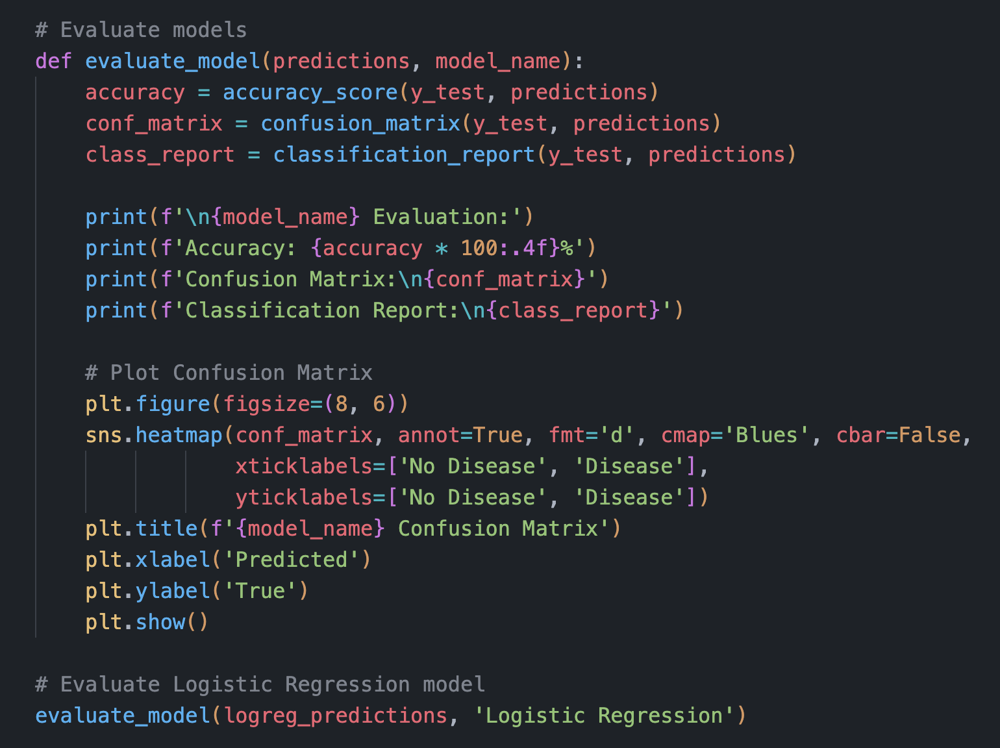 # Evaluate models
def evaluate_model(predictions, model_name):
    accuracy = accuracy_score(y_test, predictions)
    conf_matrix = confusion_matrix(y_test, predictions)
    class_report = classification_report(y_test, predictions)

    print(f'\n{model_name} Evaluation:')
    print(f'Accuracy: {accuracy * 100:.4f}%')
    print(f'Confusion Matrix:\n{conf_matrix}')
    print(f'Classification Report:\n{class_report}')

    # Plot Confusion Matrix
    plt.figure(figsize=(8, 6))
    sns.heatmap(conf_matrix, annot=True, fmt='d', cmap='Blues', cbar=False,
                xticklabels=['No Disease', 'Disease'],
                yticklabels=['No Disease', 'Disease'])
    plt.title(f'{model_name} Confusion Matrix')
    plt.xlabel('Predicted')
    plt.ylabel('True')
    plt.show()

# Evaluate Logistic Regression model
evaluate_model(logreg_predictions, 'Logistic Regression')